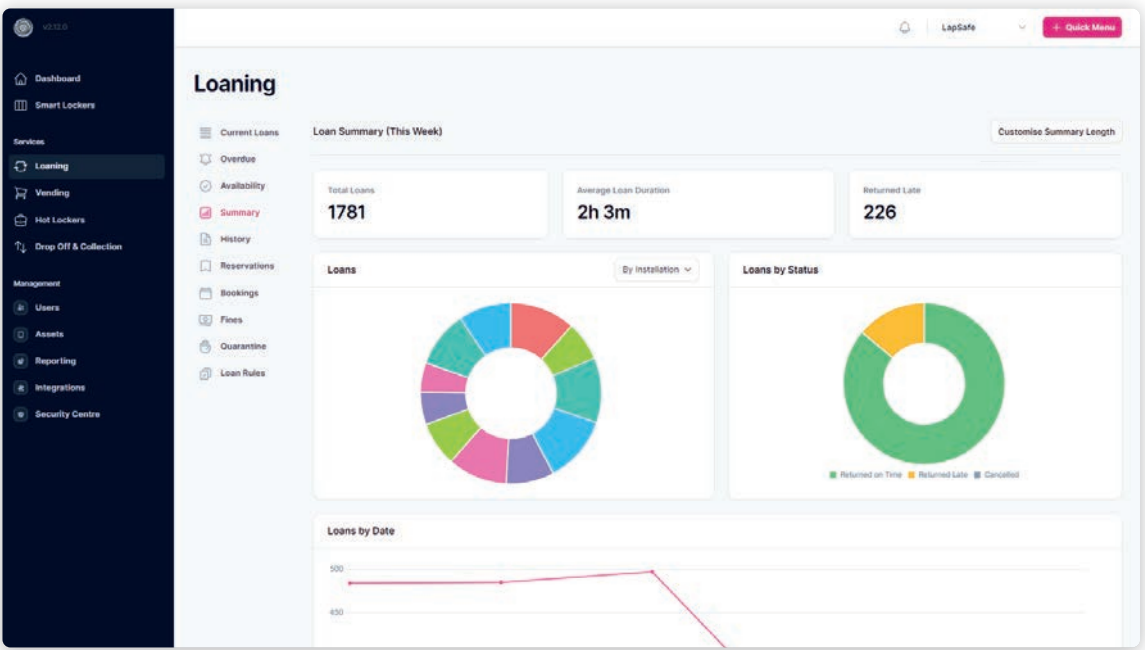 v2.12.0
LapSafe
+ Quick Menu
Dashboard
Smart Lockers
Services
Loaning
Vending
Hot Lockers
Drop Off & Collection
Management
Users
Assets
Reporting
Integrations
Security Centre
Loaning
Current Loans
Overdue
Availability
Summary
History
Reservations
Bookings
Fines
Quarantine
Loan Rules
Loan Summary (This Week)
Customise Summary Length
Total Loans
1781
Average Loan Duration
2h 3m
Returned Late
226
Loans
By Installation
Loans by Status
Returned on Time
Returned Late
Cancelled
Loans by Date
500
450